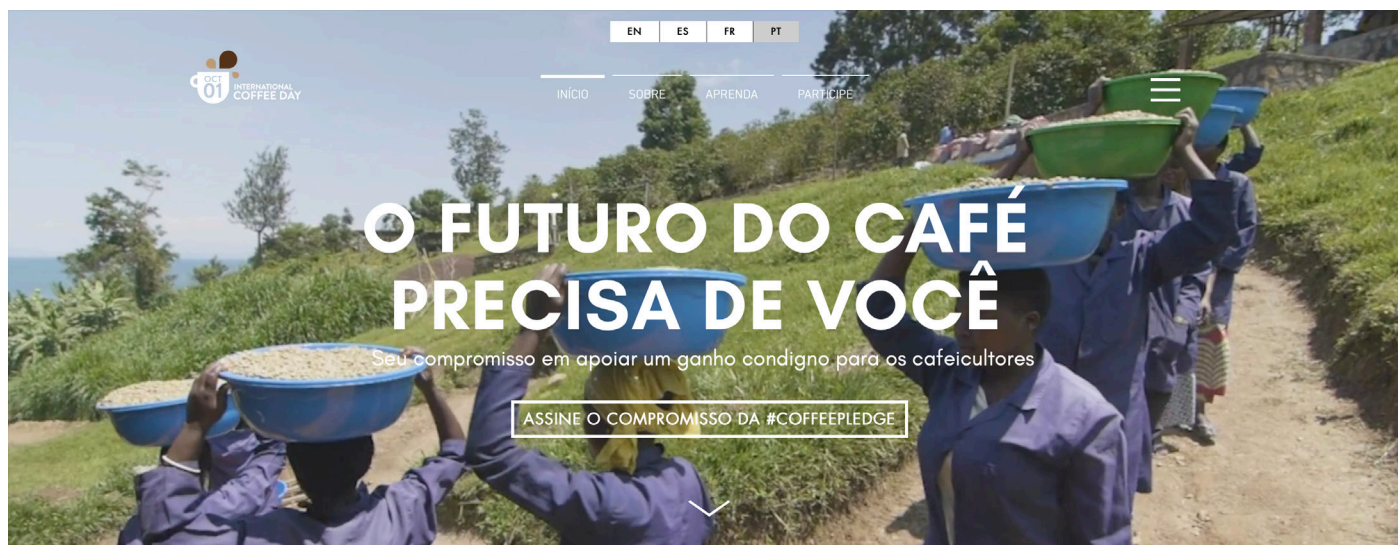 EN ES FR PT
OCT
01
INTERNATIONAL
COFFEE DAY
INÍCIO SOBRE APRENDA PARTICIPE
O FUTURO DO CAFÉ
PRECISA DE VOCÊ
Seu compromisso em apoiar um ganho condigno para os cafeicultores
ASSINE O COMPROMISSO DA #COFFEEPLEDGE